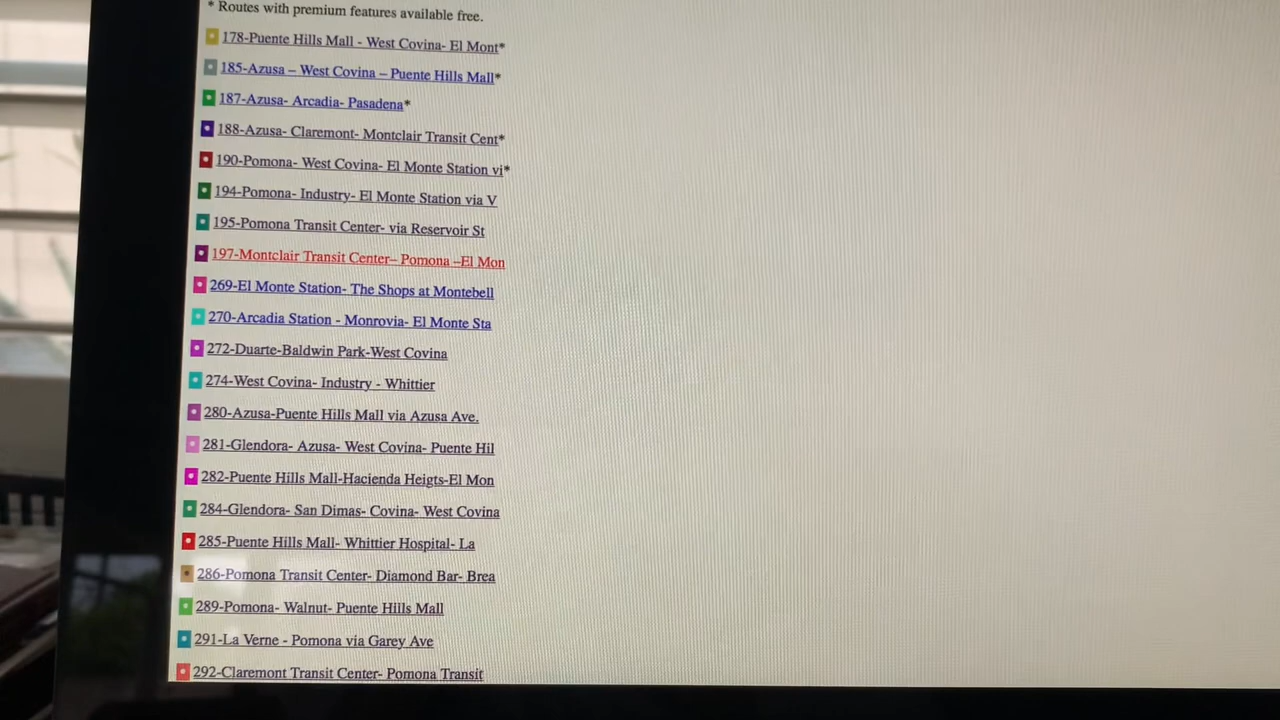 * Routes with premium features available free.
178-Puente Hills Mall - West Covina- El Mont*
185-Azusa – West Covina – Puente Hills Mall*
187-Azusa- Arcadia- Pasadena*
188-Azusa- Claremont- Montclair Transit Cent*
190-Pomona- West Covina- El Monte Station vi*
194-Pomona- Industry- El Monte Station via V
195-Pomona Transit Center- via Reservoir St
197-Montclair Transit Center– Pomona –El Mon
269-El Monte Station- The Shops at Montebell
270-Arcadia Station - Monrovia- El Monte Sta
272-Duarte-Baldwin Park-West Covina
274-West Covina- Industry - Whittier
280-Azusa-Puente Hills Mall via Azusa Ave.
281-Glendora- Azusa- West Covina- Puente Hil
282-Puente Hills Mall-Hacienda Heigts-El Mon
284-Glendora- San Dimas- Covina- West Covina
285-Puente Hills Mall- Whittier Hospital- La
286-Pomona Transit Center- Diamond Bar- Brea
289-Pomona- Walnut- Puente Hills Mall
291-La Verne - Pomona via Garey Ave
292-Claremont Transit Center- Pomona Transit